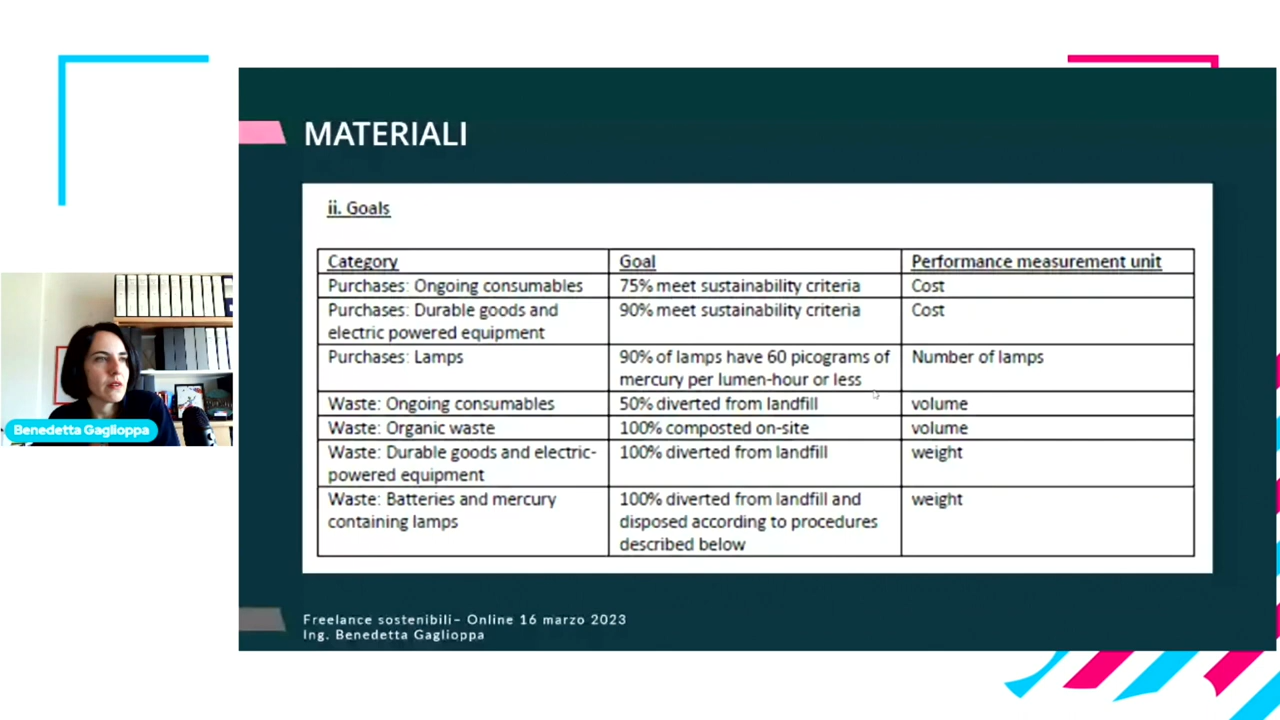 MATERIALI
ii. Goals
Category Goal Performance measurement unit
Purchases: Ongoing consumables 75% meet sustainability criteria Cost
Purchases: Durable goods and electric powered equipment 90% meet sustainability criteria Cost
Purchases: Lamps 90% of lamps have 60 picograms of mercury per lumen-hour or less Number of lamps
Waste: Ongoing consumables 50% diverted from landfill volume
Waste: Organic waste 100% composted on-site volume
Waste: Durable goods and electric-powered equipment 100% diverted from landfill weight
Waste: Batteries and mercury containing lamps 100% diverted from landfill and disposed according to procedures described below weight
Benedetta Gaglioppa
Freelance sostenibili– Online 16 marzo 2023
Ing. Benedetta Gaglioppa